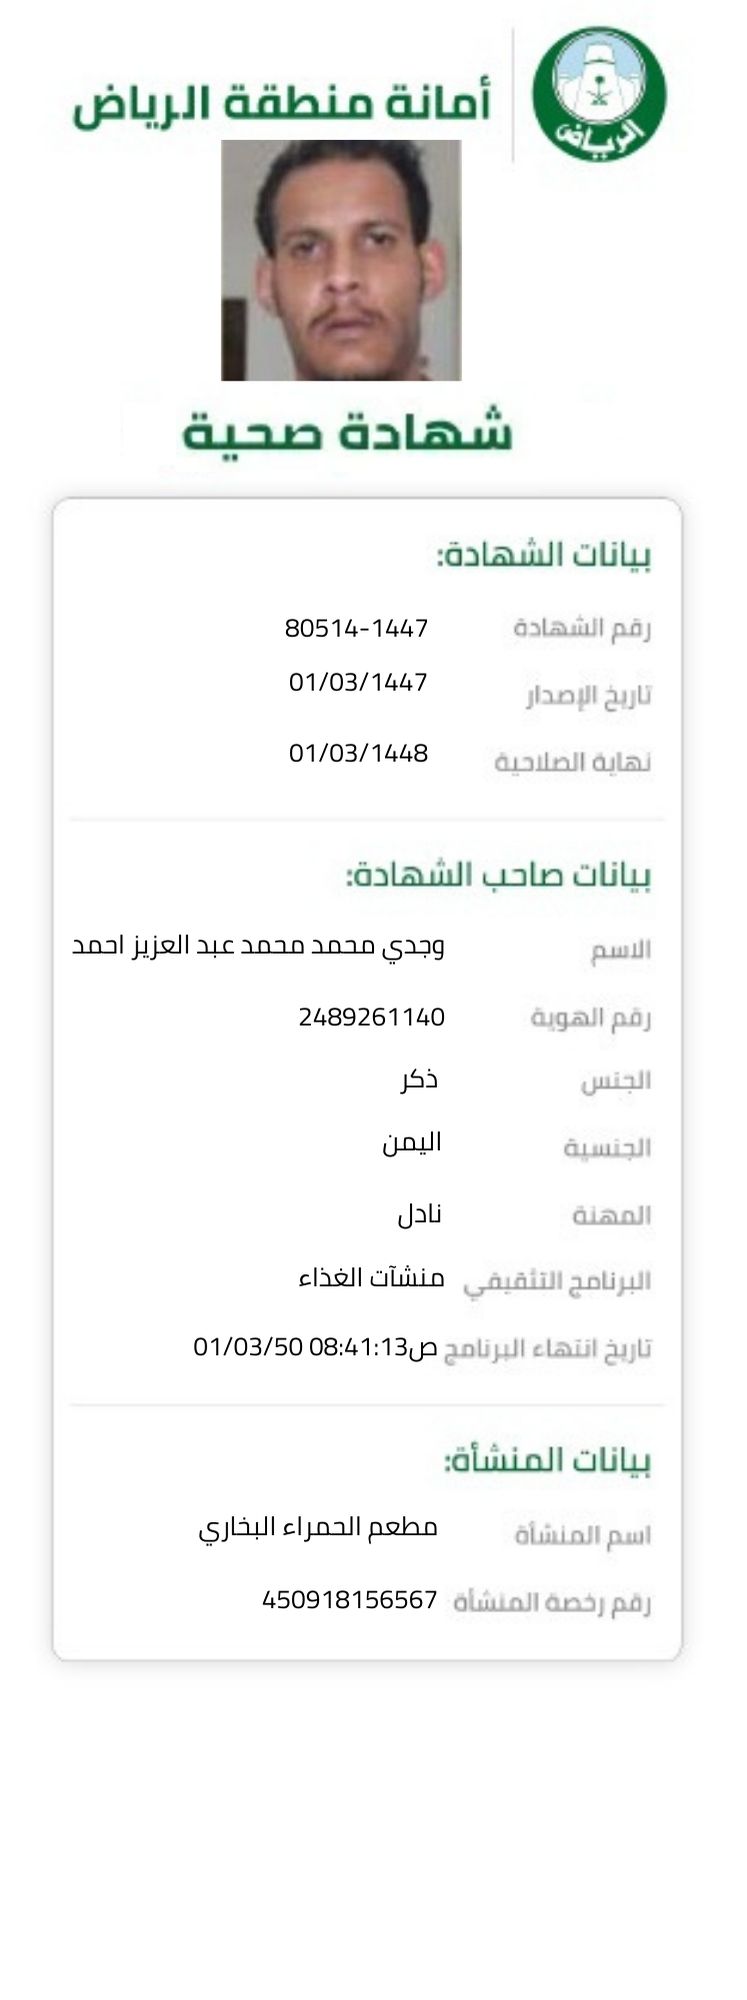 الرياض
أمانة منطقة الرياض
شهادة صحية
بيانات الشهادة:
رقم الشهادة 80514-1447
تاريخ الإصدار 01/03/1447
نهاية الصلاحية 01/03/1448
بيانات صاحب الشهادة:
الاسم وجدي محمد محمد عبد العزيز احمد
رقم الهوية 2489261140
الجنس ذكر
الجنسية اليمن
المهنة نادل
البرنامج التثقيفي منشآت الغذاء
تاريخ انتهاء البرنامج ص08:41:13 01/03/50
بيانات المنشأة:
اسم المنشأة مطعم الحمراء البخاري
رقم رخصة المنشأة 450918156567